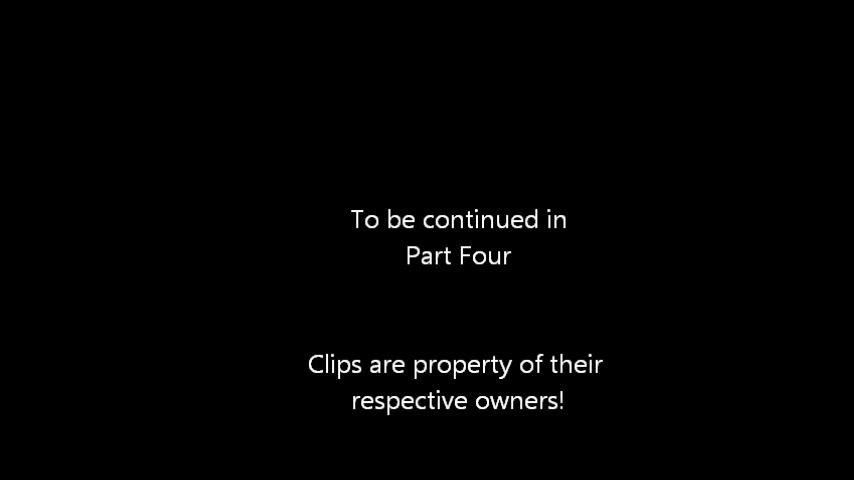 To be continued in
Part Four
Clips are property of their
respective owners!